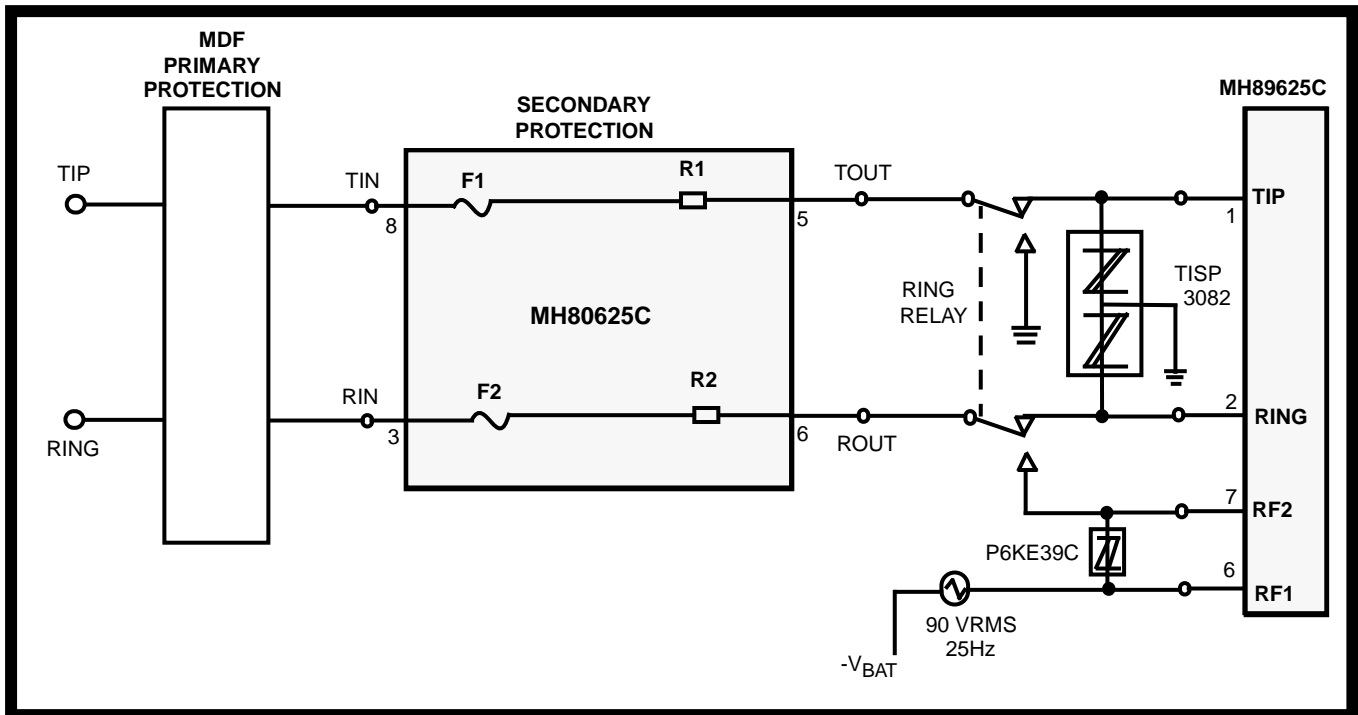 MDF
PRIMARY
PROTECTION
SECONDARY
PROTECTION
MH89625C
TIP
TIN
8
F1
R1
TOUT
5
TIP
1
RING
RELAY
TISP
3082
MH80625C
RING
RIN
3
F2
R2
6
ROUT
2
RING
7
RF2
P6KE39C
6
RF1
90 VRMS
25Hz
-VBAT